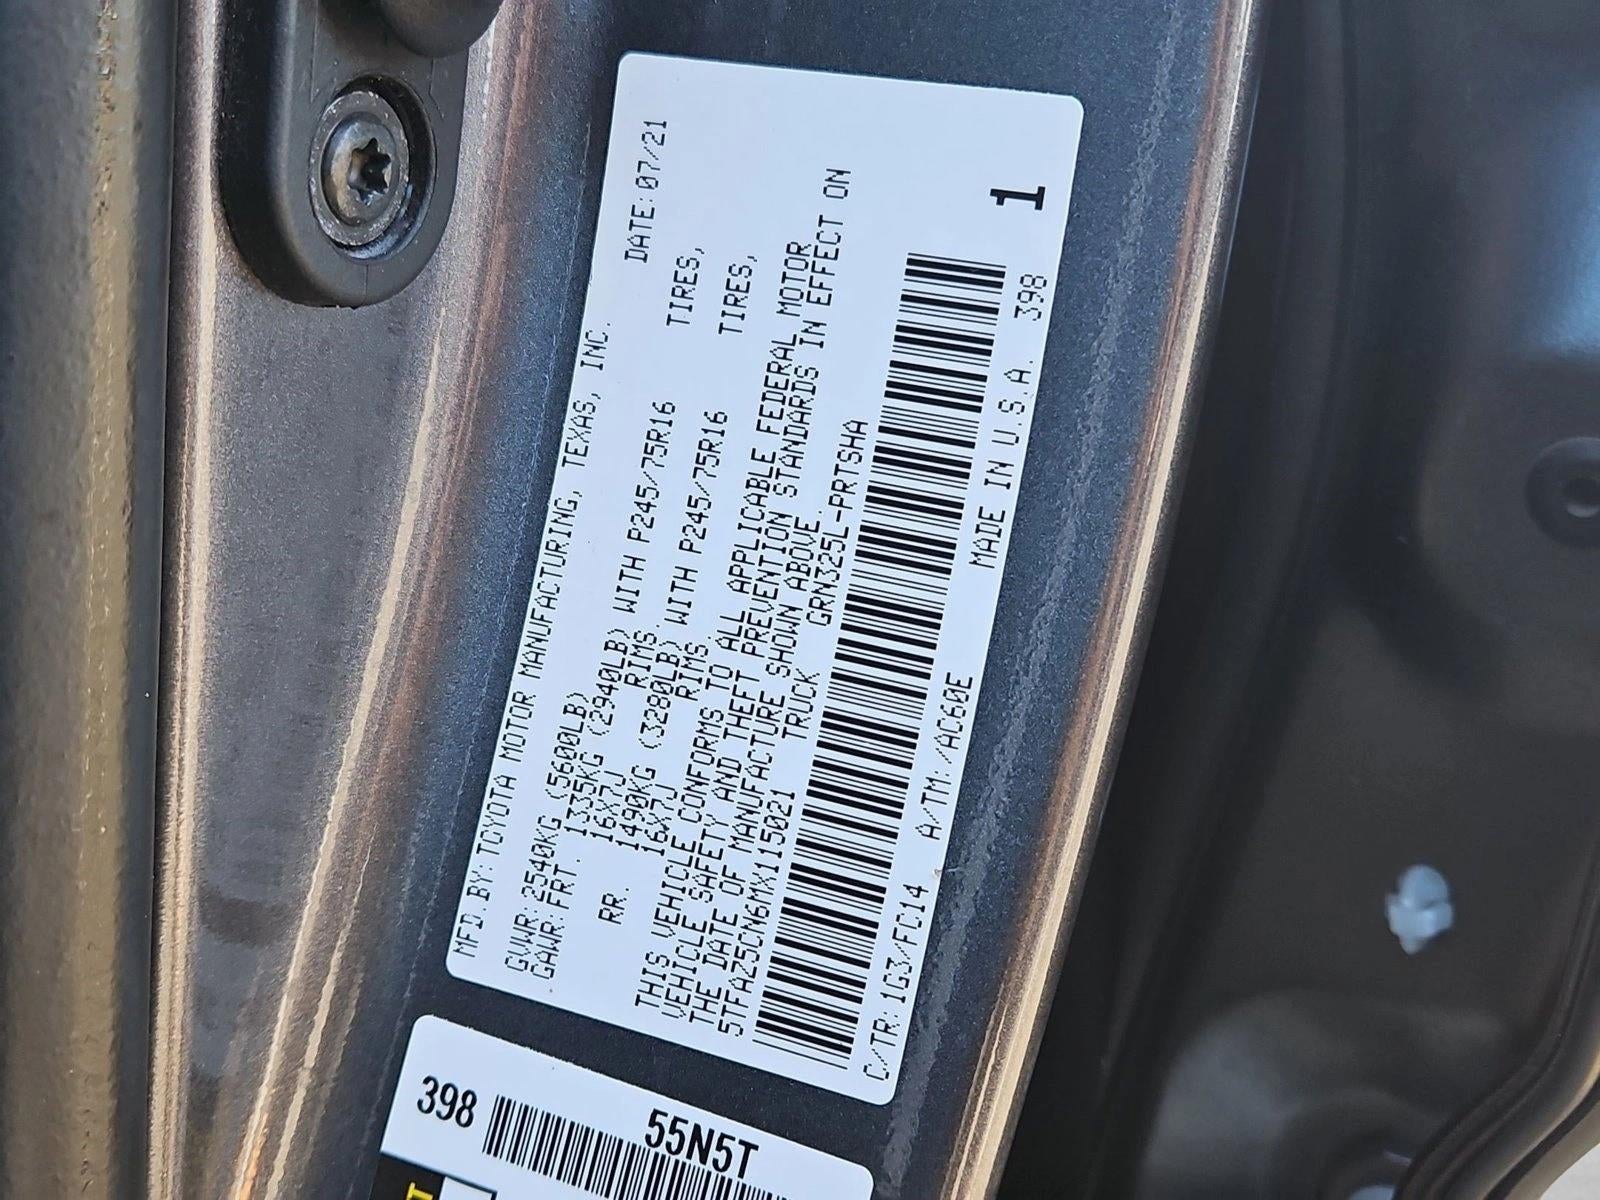 MFD BY: TOYOTA MOTOR MANUFACTURING, TEXAS, INC.
DATE: 07/21
GVWR: 2540KG (5600LB)
GAWR: FRT. 1335KG (2940LB) WITH P245/75R16 TIRES,
16X7J RIMS
RR. 1490KG (3280LB) WITH P245/75R16 TIRES,
16X7J RIMS
THIS VEHICLE CONFORMS TO ALL APPLICABLE FEDERAL MOTOR
VEHICLE SAFETY AND THEFT PREVENTION STANDARDS IN EFFECT ON
THE DATE OF MANUFACTURE SHOWN ABOVE.
5TFAZ5CN6MX115021 TRUCK GRN325L-PRTSHA
C/TR: 1G3/FC14 A/TM: /AC60E MADE IN U.S.A. 398
1
398 55N5T